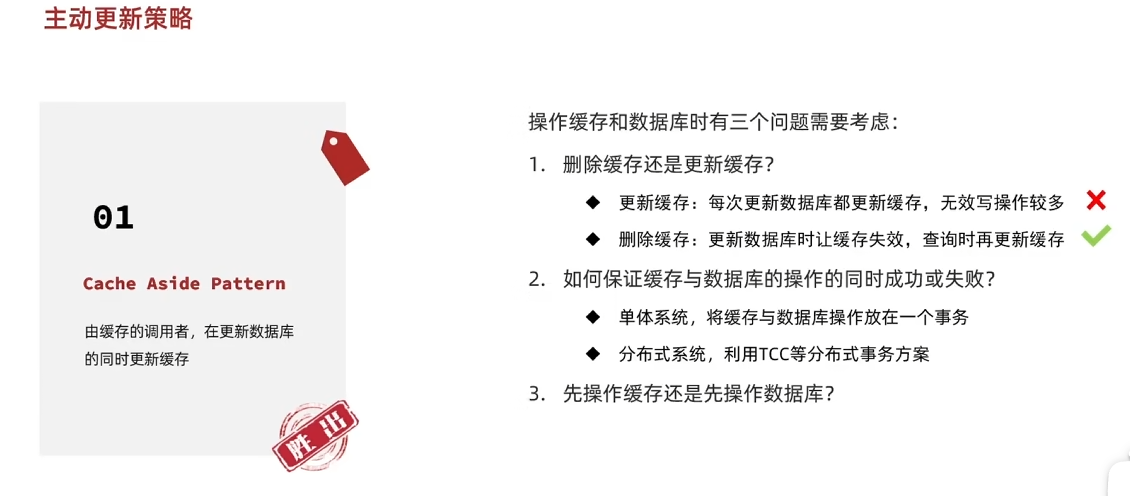 主动更新策略
01
Cache Aside Pattern
由缓存的调用者，在更新数据库
的同时更新缓存
胜出
操作缓存和数据库时有三个问题需要考虑：
1. 删除缓存还是更新缓存？
◆ 更新缓存：每次更新数据库都更新缓存，无效写操作较多
◆ 删除缓存：更新数据库时让缓存失效，查询时再更新缓存
2. 如何保证缓存与数据库的操作的同时成功或失败？
◆ 单体系统，将缓存与数据库操作放在一个事务
◆ 分布式系统，利用TCC等分布式事务方案
3. 先操作缓存还是先操作数据库？